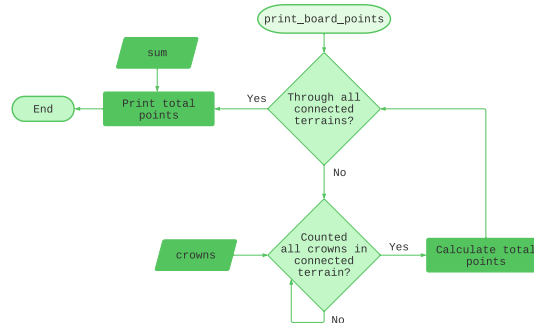 print_board_points
sum
Print total
points
End
Yes
Through all
connected
terrains?
No
Counted
all crowns in
connected
terrain?
crowns
Yes
Calculate total
points
No